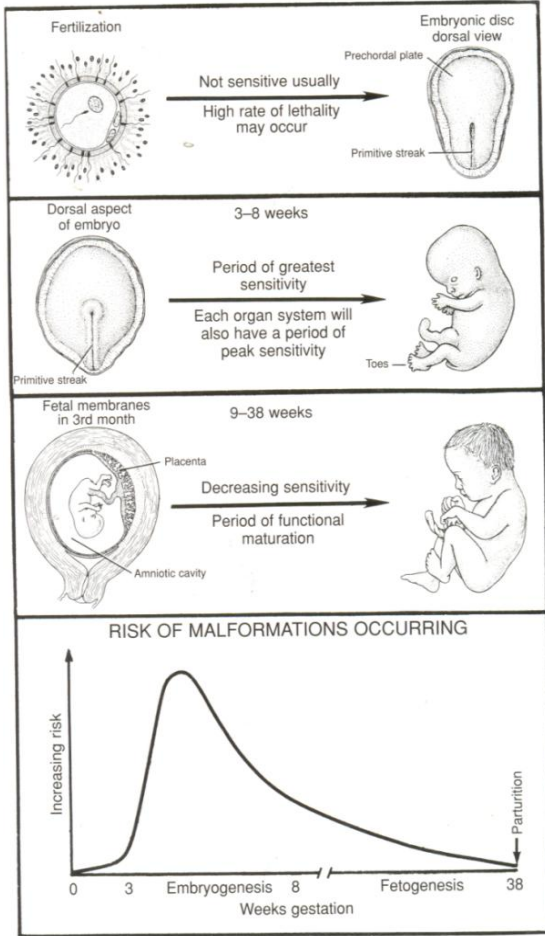 Fertilization
Not sensitive usually
High rate of lethality
may occur
Embryonic disc
dorsal view
Prechordal plate
Primitive streak
Dorsal aspect
of embryo
Primitive streak
3–8 weeks
Period of greatest
sensitivity
Each organ system will
also have a period of
peak sensitivity
Toes
Fetal membranes
in 3rd month
Placenta
Amniotic cavity
9–38 weeks
Decreasing sensitivity
Period of functional
maturation
RISK OF MALFORMATIONS OCCURRING
Increasing risk
Parturition
0 3 Embryogenesis 8 Fetogenesis 38
Weeks gestation